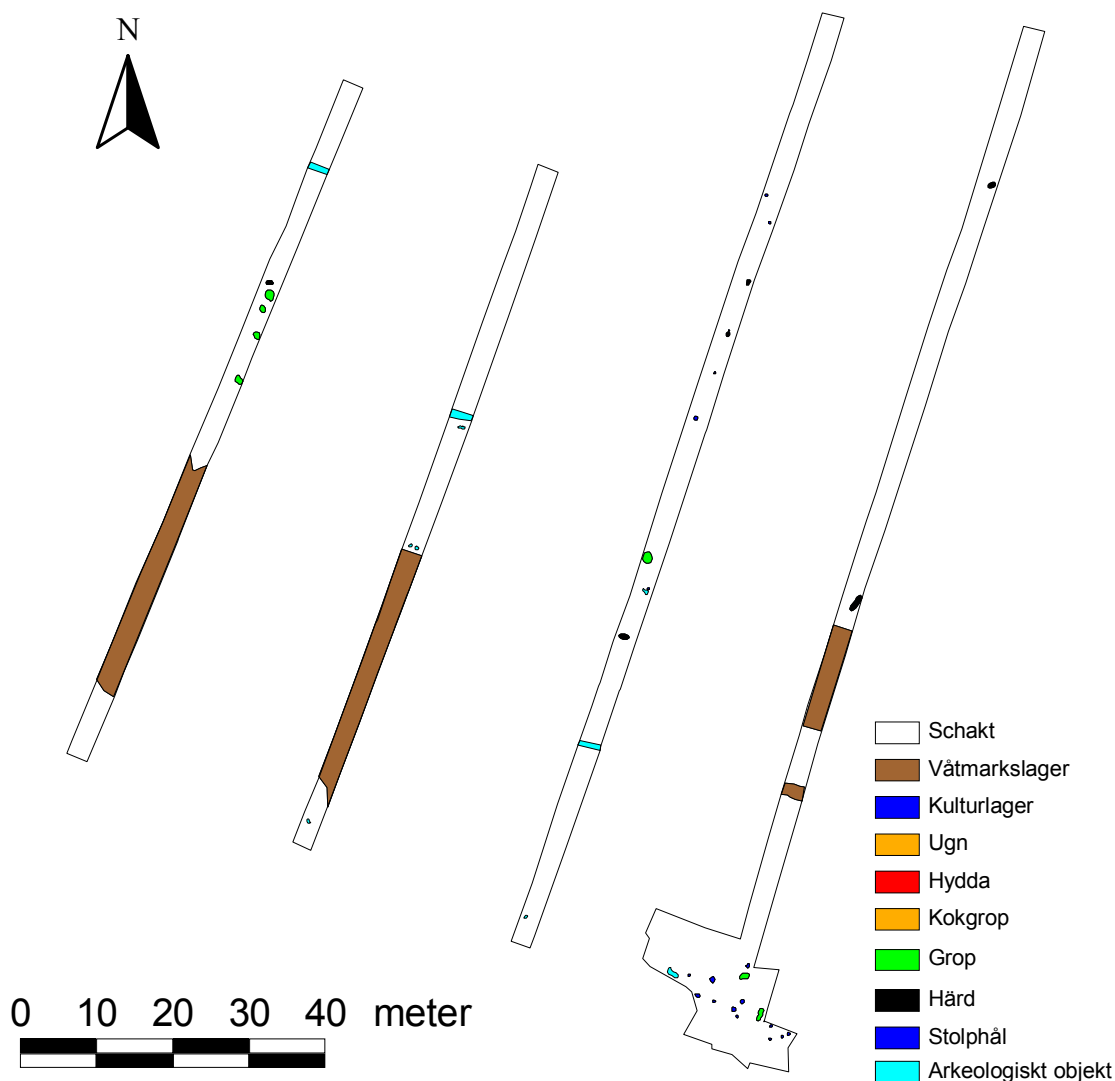 N
Schakt
Våtmarkslager
Kulturlager
Ugn
Hydda
Kokgrop
Grop
Härd
Stolphål
Arkeologiskt objekt
0 10 20 30 40 meter